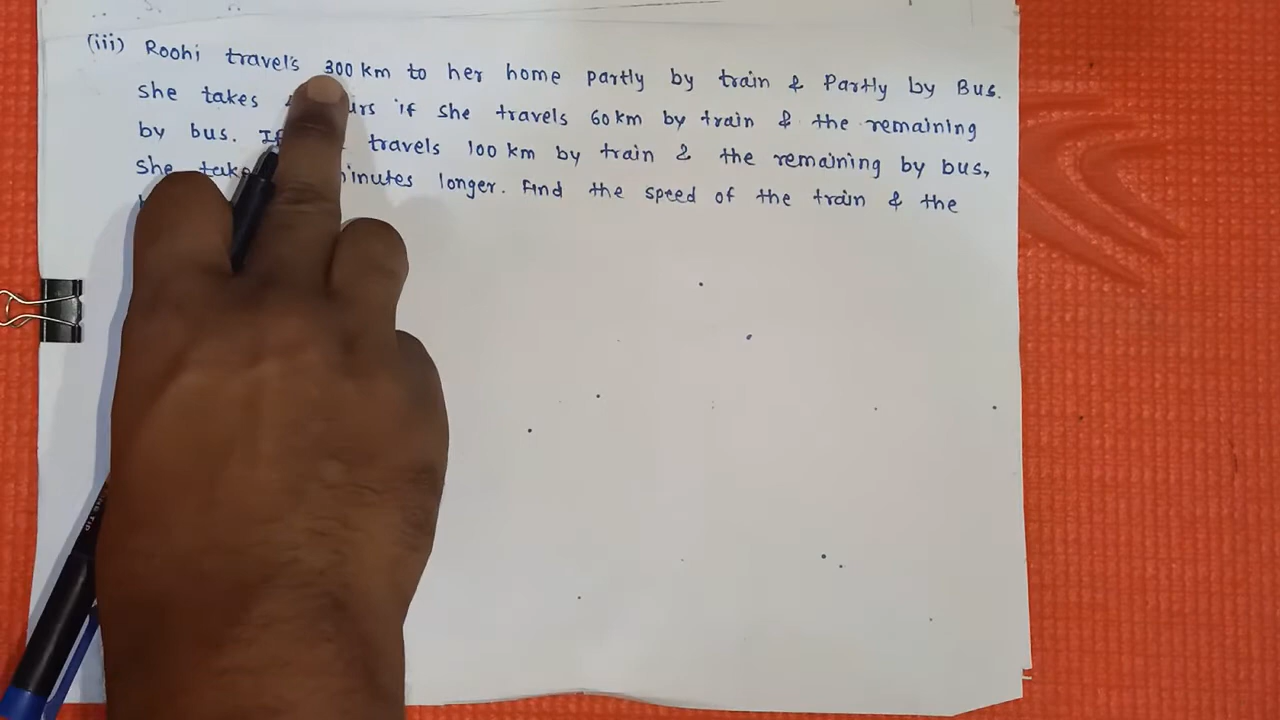 (iii) Roohi travels 300 km to her home partly by train & Partly by Bus.
she takes if she travels 60 km by train & the remaining
by bus. travels 100 km by train & the remaining by bus,
She longer. Find the speed of the train & the